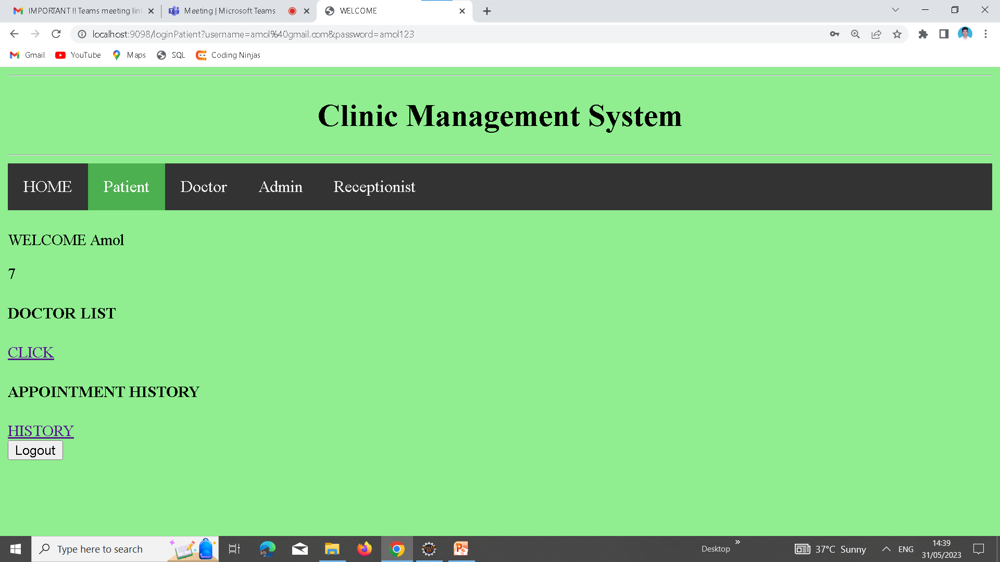 IMPORTANT !! Teams meeting lin
Meeting | Microsoft Teams
WELCOME
localhost:9098/loginPatient?username=amol%40gmail.com&password=amol123
Gmail
YouTube
Maps
SQL
Coding Ninjas
Clinic Management System
HOME
Patient
Doctor
Admin
Receptionist
WELCOME Amol
7
DOCTOR LIST
CLICK
APPOINTMENT HISTORY
HISTORY
Logout
Type here to search
Desktop
37°C Sunny
ENG
14:39
31/05/2023